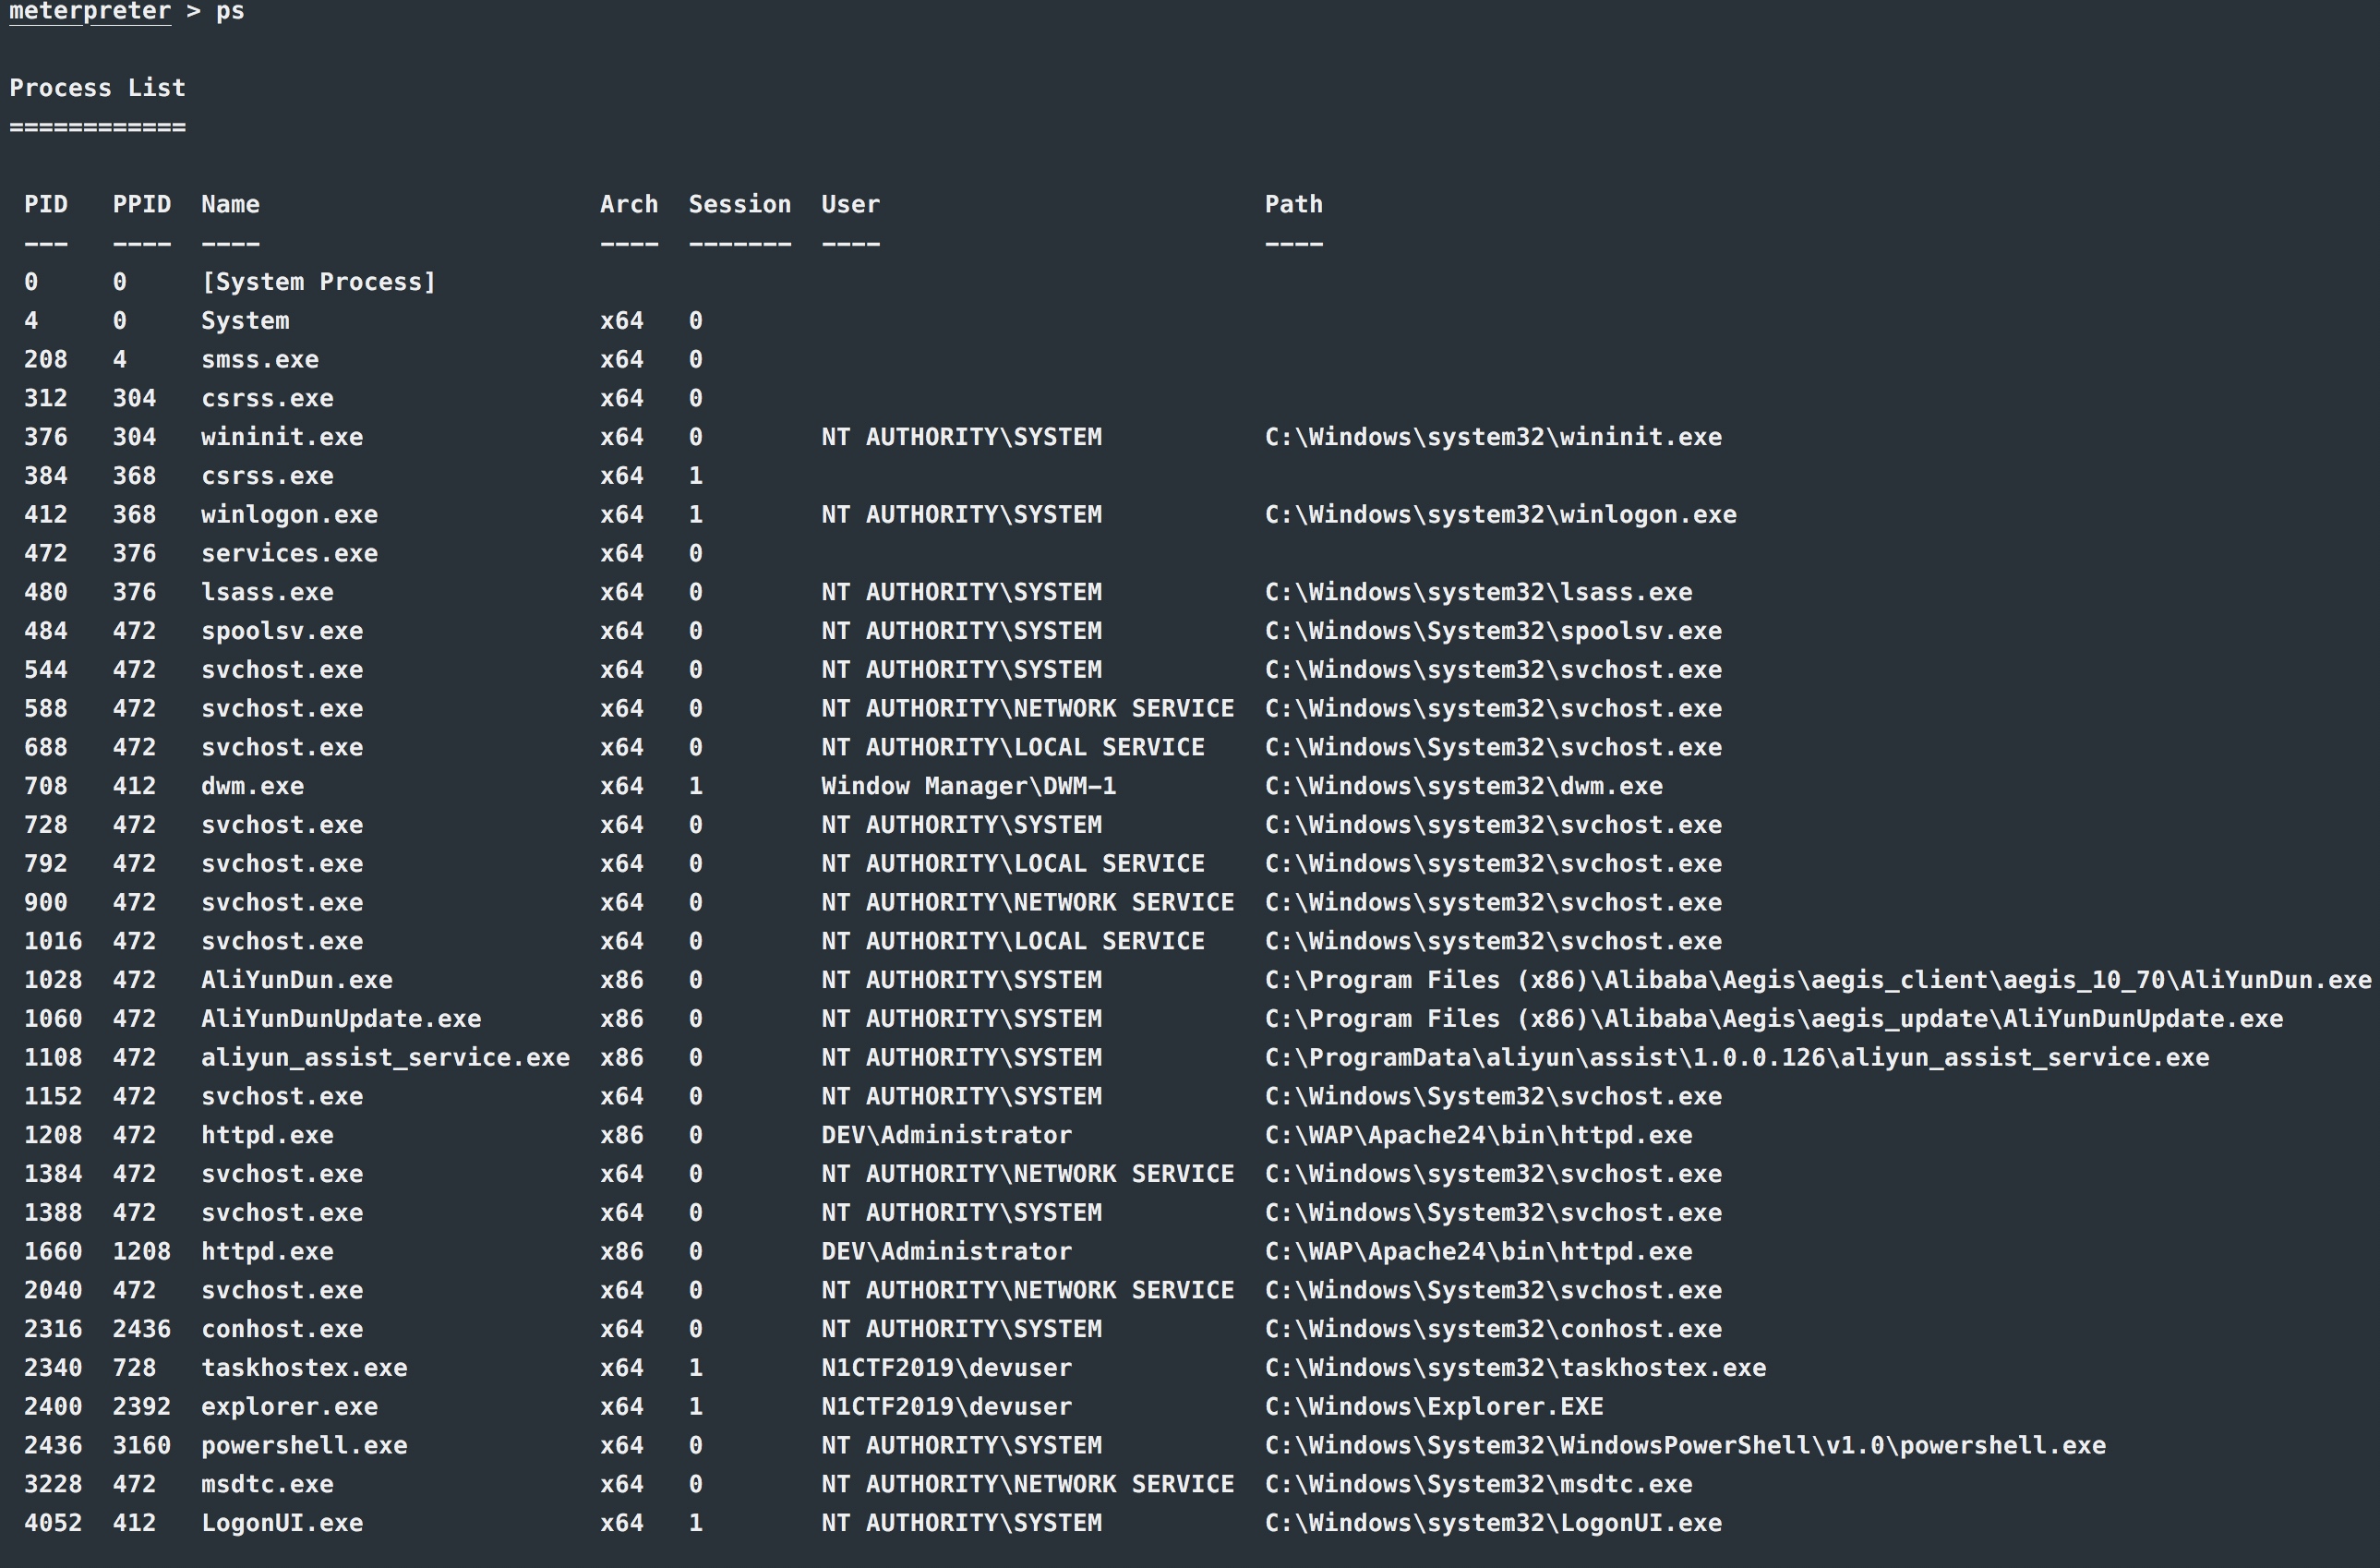 meterpreter > ps
Process List
============
PID PPID Name Arch Session User Path
--- ---- ---- ---- ------- ---- ----
0 0 [System Process]
4 0 System x64 0
208 4 smss.exe x64 0
312 304 csrss.exe x64 0
376 304 wininit.exe x64 0 NT AUTHORITY\SYSTEM C:\Windows\system32\wininit.exe
384 368 csrss.exe x64 1
412 368 winlogon.exe x64 1 NT AUTHORITY\SYSTEM C:\Windows\system32\winlogon.exe
472 376 services.exe x64 0
480 376 lsass.exe x64 0 NT AUTHORITY\SYSTEM C:\Windows\system32\lsass.exe
484 472 spoolsv.exe x64 0 NT AUTHORITY\SYSTEM C:\Windows\System32\spoolsv.exe
544 472 svchost.exe x64 0 NT AUTHORITY\SYSTEM C:\Windows\system32\svchost.exe
588 472 svchost.exe x64 0 NT AUTHORITY\NETWORK SERVICE C:\Windows\system32\svchost.exe
688 472 svchost.exe x64 0 NT AUTHORITY\LOCAL SERVICE C:\Windows\System32\svchost.exe
708 412 dwm.exe x64 1 Window Manager\DWM-1 C:\Windows\system32\dwm.exe
728 472 svchost.exe x64 0 NT AUTHORITY\SYSTEM C:\Windows\system32\svchost.exe
792 472 svchost.exe x64 0 NT AUTHORITY\LOCAL SERVICE C:\Windows\system32\svchost.exe
900 472 svchost.exe x64 0 NT AUTHORITY\NETWORK SERVICE C:\Windows\system32\svchost.exe
1016 472 svchost.exe x64 0 NT AUTHORITY\LOCAL SERVICE C:\Windows\system32\svchost.exe
1028 472 AliYunDun.exe x86 0 NT AUTHORITY\SYSTEM C:\Program Files (x86)\Alibaba\Aegis\aegis_client\aegis_10_70\AliYunDun.exe
1060 472 AliYunDunUpdate.exe x86 0 NT AUTHORITY\SYSTEM C:\Program Files (x86)\Alibaba\Aegis\aegis_update\AliYunDunUpdate.exe
1108 472 aliyun_assist_service.exe x86 0 NT AUTHORITY\SYSTEM C:\ProgramData\aliyun\assist\1.0.0.126\aliyun_assist_service.exe
1152 472 svchost.exe x64 0 NT AUTHORITY\SYSTEM C:\Windows\System32\svchost.exe
1208 472 httpd.exe x86 0 DEV\Administrator C:\WAP\Apache24\bin\httpd.exe
1384 472 svchost.exe x64 0 NT AUTHORITY\NETWORK SERVICE C:\Windows\system32\svchost.exe
1388 472 svchost.exe x64 0 NT AUTHORITY\SYSTEM C:\Windows\System32\svchost.exe
1660 1208 httpd.exe x86 0 DEV\Administrator C:\WAP\Apache24\bin\httpd.exe
2040 472 svchost.exe x64 0 NT AUTHORITY\NETWORK SERVICE C:\Windows\System32\svchost.exe
2316 2436 conhost.exe x64 0 NT AUTHORITY\SYSTEM C:\Windows\system32\conhost.exe
2340 728 taskhostex.exe x64 1 N1CTF2019\devuser C:\Windows\system32\taskhostex.exe
2400 2392 explorer.exe x64 1 N1CTF2019\devuser C:\Windows\Explorer.EXE
2436 3160 powershell.exe x64 0 NT AUTHORITY\SYSTEM C:\Windows\System32\WindowsPowerShell\v1.0\powershell.exe
3228 472 msdtc.exe x64 0 NT AUTHORITY\NETWORK SERVICE C:\Windows\System32\msdtc.exe
4052 412 LogonUI.exe x64 1 NT AUTHORITY\SYSTEM C:\Windows\system32\LogonUI.exe